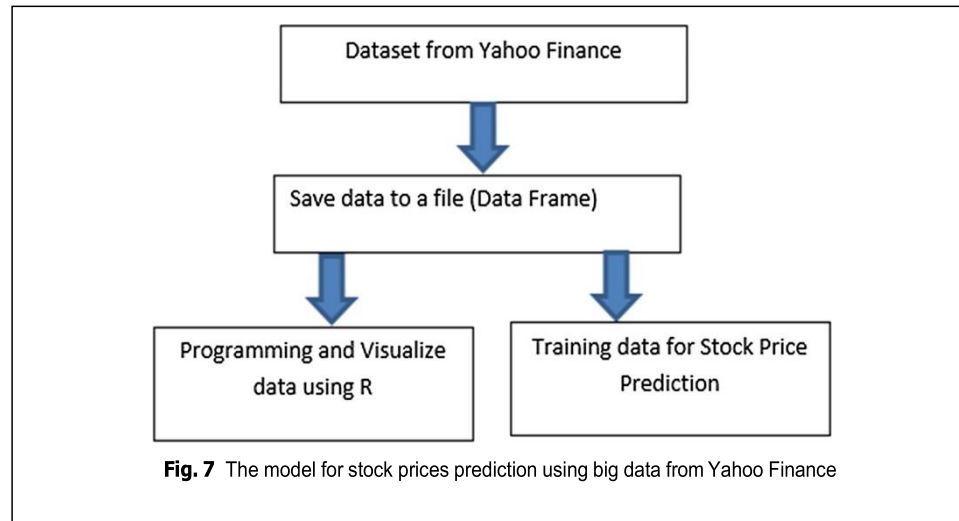 Dataset from Yahoo Finance
Save data to a file (Data Frame)
Programming and Visualize
data using R
Training data for Stock Price
Prediction
Fig. 7 The model for stock prices prediction using big data from Yahoo Finance